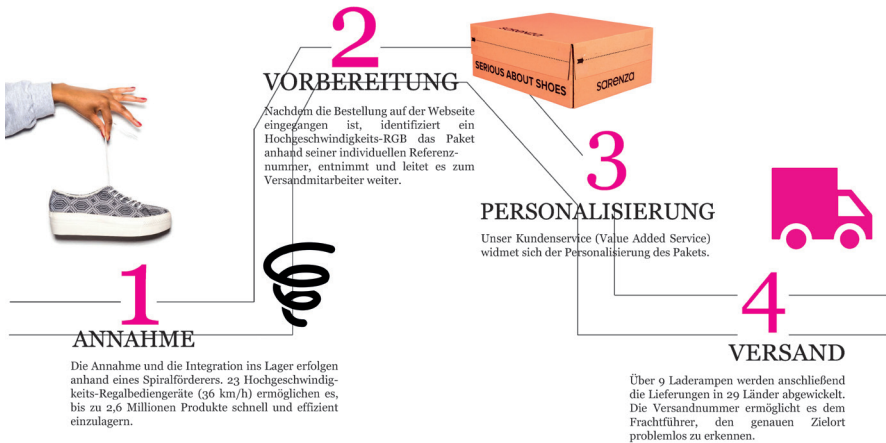 1
ANNAHME
Die Annahme und die Integration ins Lager erfolgen
anhand eines Spiralförderers. 23 Hochgeschwindig-
keits-Regalbediengeräte (36 km/h) ermöglichen es,
bis zu 2,6 Millionen Produkte schnell und effizient
einzulagern.
2
VORBEREITUNG
Nachdem die Bestellung auf der Webseite
eingegangen ist, identifiziert ein
Hochgeschwindigkeits-RGB das Paket
anhand seiner individuellen Referenz-
nummer, entnimmt und leitet es zum
Versandmitarbeiter weiter.
sarenza
SERIOUS ABOUT SHOES
sarenza
3
PERSONALISIERUNG
Unser Kundenservice (Value Added Service)
widmet sich der Personalisierung des Pakets.
4
VERSAND
Über 9 Laderampen werden anschließend
die Lieferungen in 29 Länder abgewickelt.
Die Versandnummer ermöglicht es dem
Frachtführer, den genauen Zielort
problemlos zu erkennen.